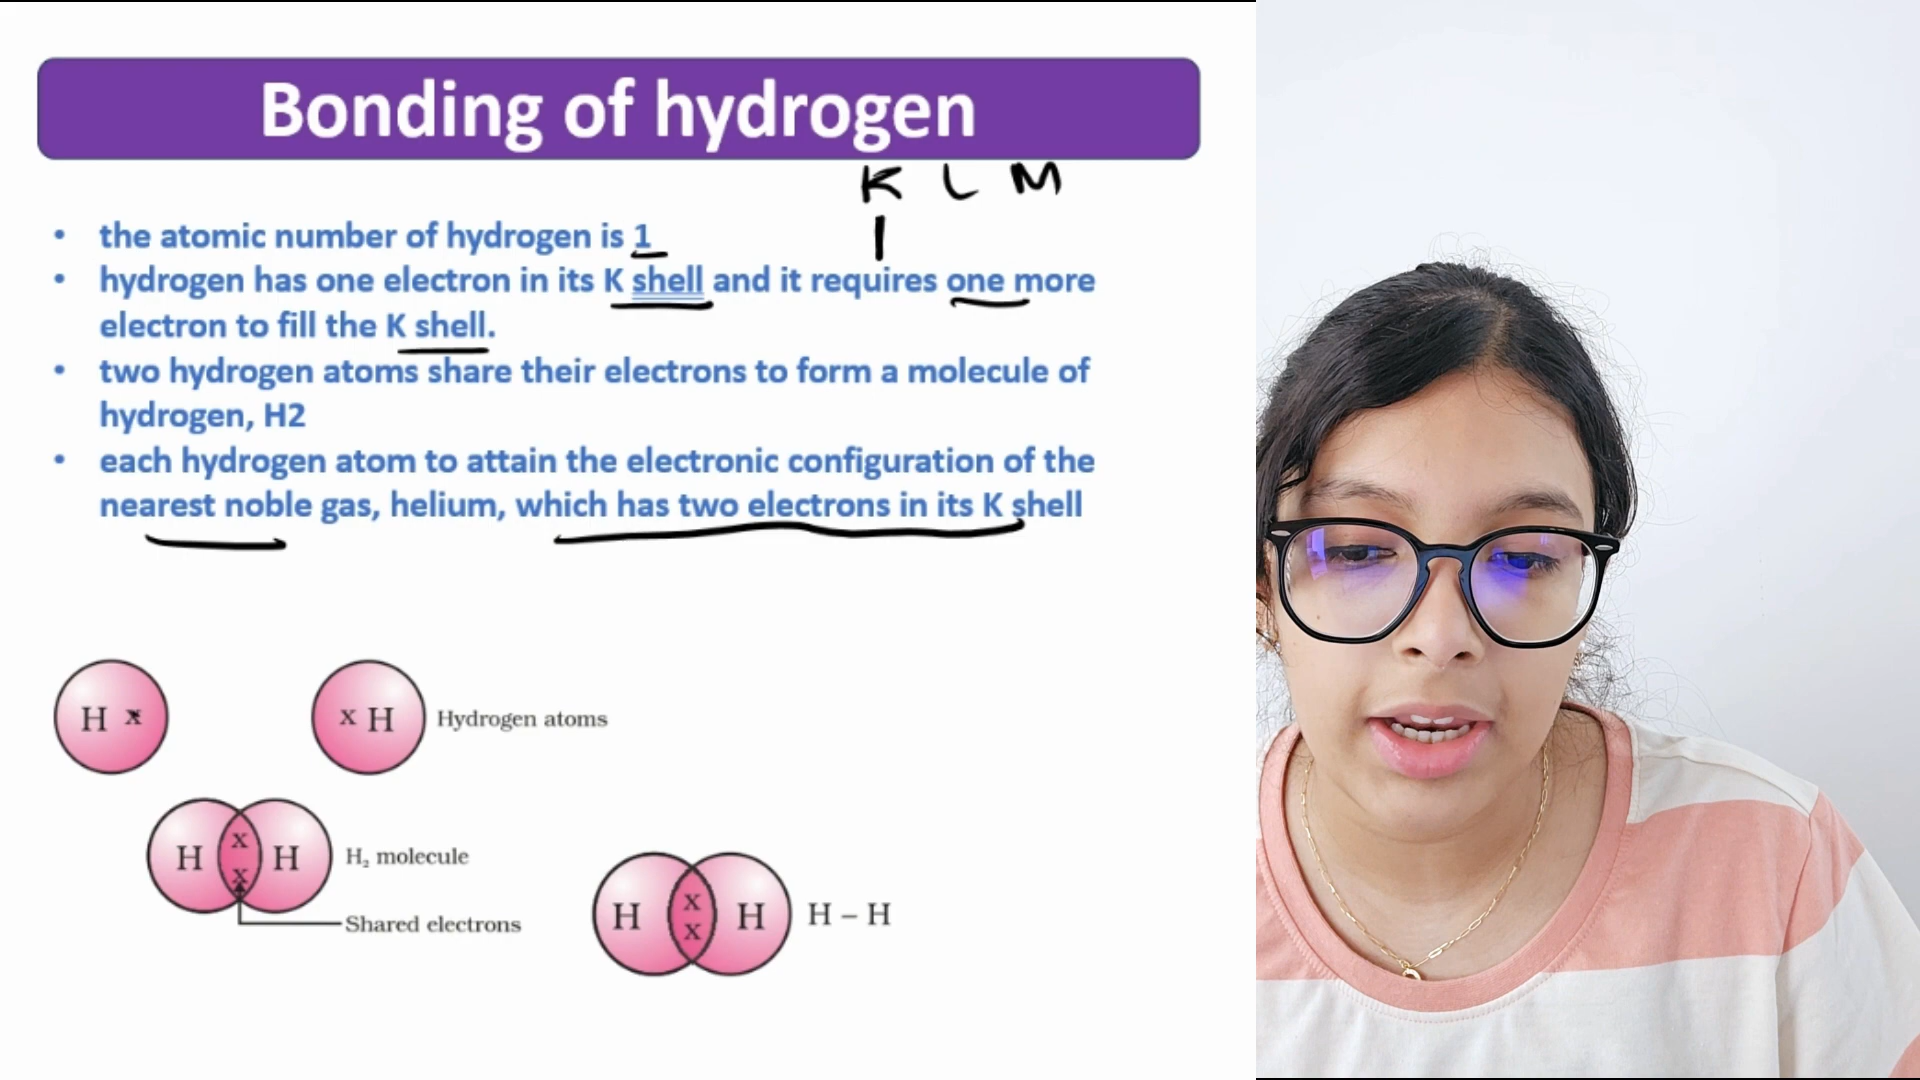 Bonding of hydrogen
K L M
1
• the atomic number of hydrogen is 1
• hydrogen has one electron in its K shell and it requires one more
electron to fill the K shell.
• two hydrogen atoms share their electrons to form a molecule of
hydrogen, H2
• each hydrogen atom to attain the electronic configuration of the
nearest noble gas, helium, which has two electrons in its K shell
H x
x H Hydrogen atoms
H x x H H₂ molecule
Shared electrons
H x x H H – H